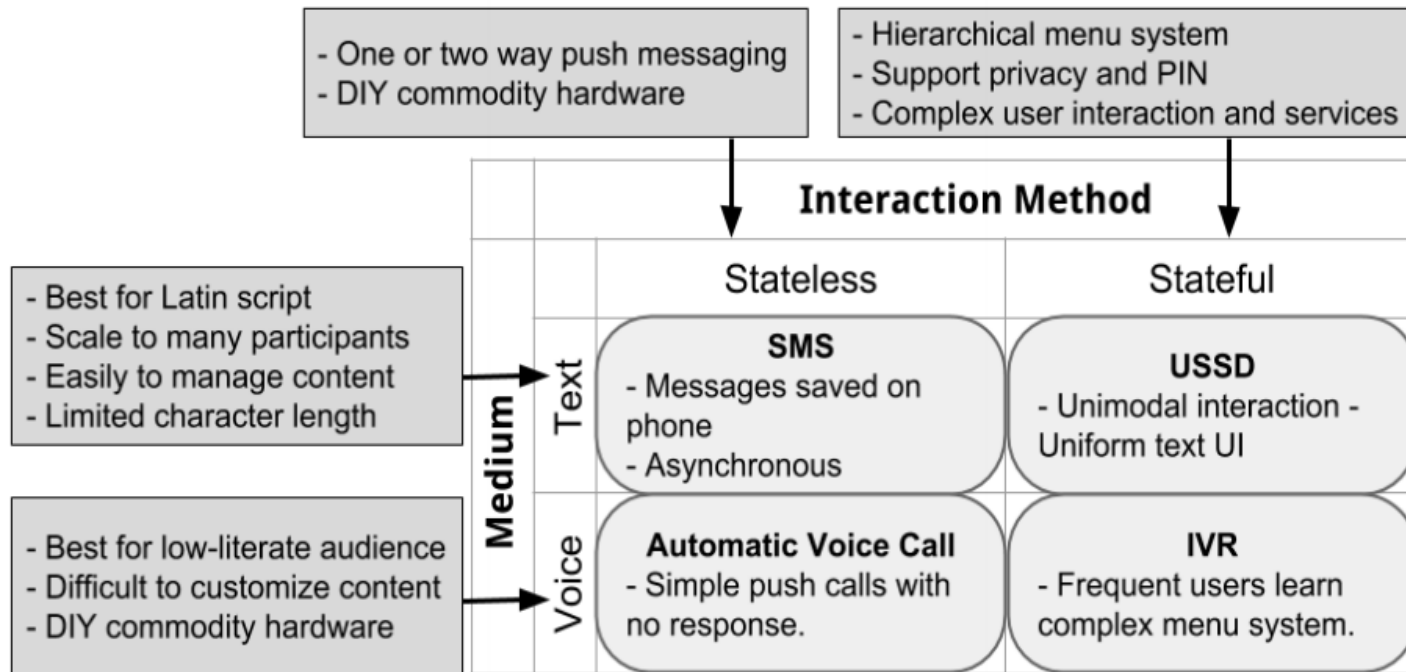 - One or two way push messaging
- DIY commodity hardware
- Hierarchical menu system
- Support privacy and PIN
- Complex user interaction and services
Interaction Method
Stateless
Stateful
- Best for Latin script
- Scale to many participants
- Easily to manage content
- Limited character length
Medium
Text
SMS
- Messages saved on
phone
- Asynchronous
USSD
- Unimodal interaction -
Uniform text UI
- Best for low-literate audience
- Difficult to customize content
- DIY commodity hardware
Voice
Automatic Voice Call
- Simple push calls with
no response.
IVR
- Frequent users learn
complex menu system.